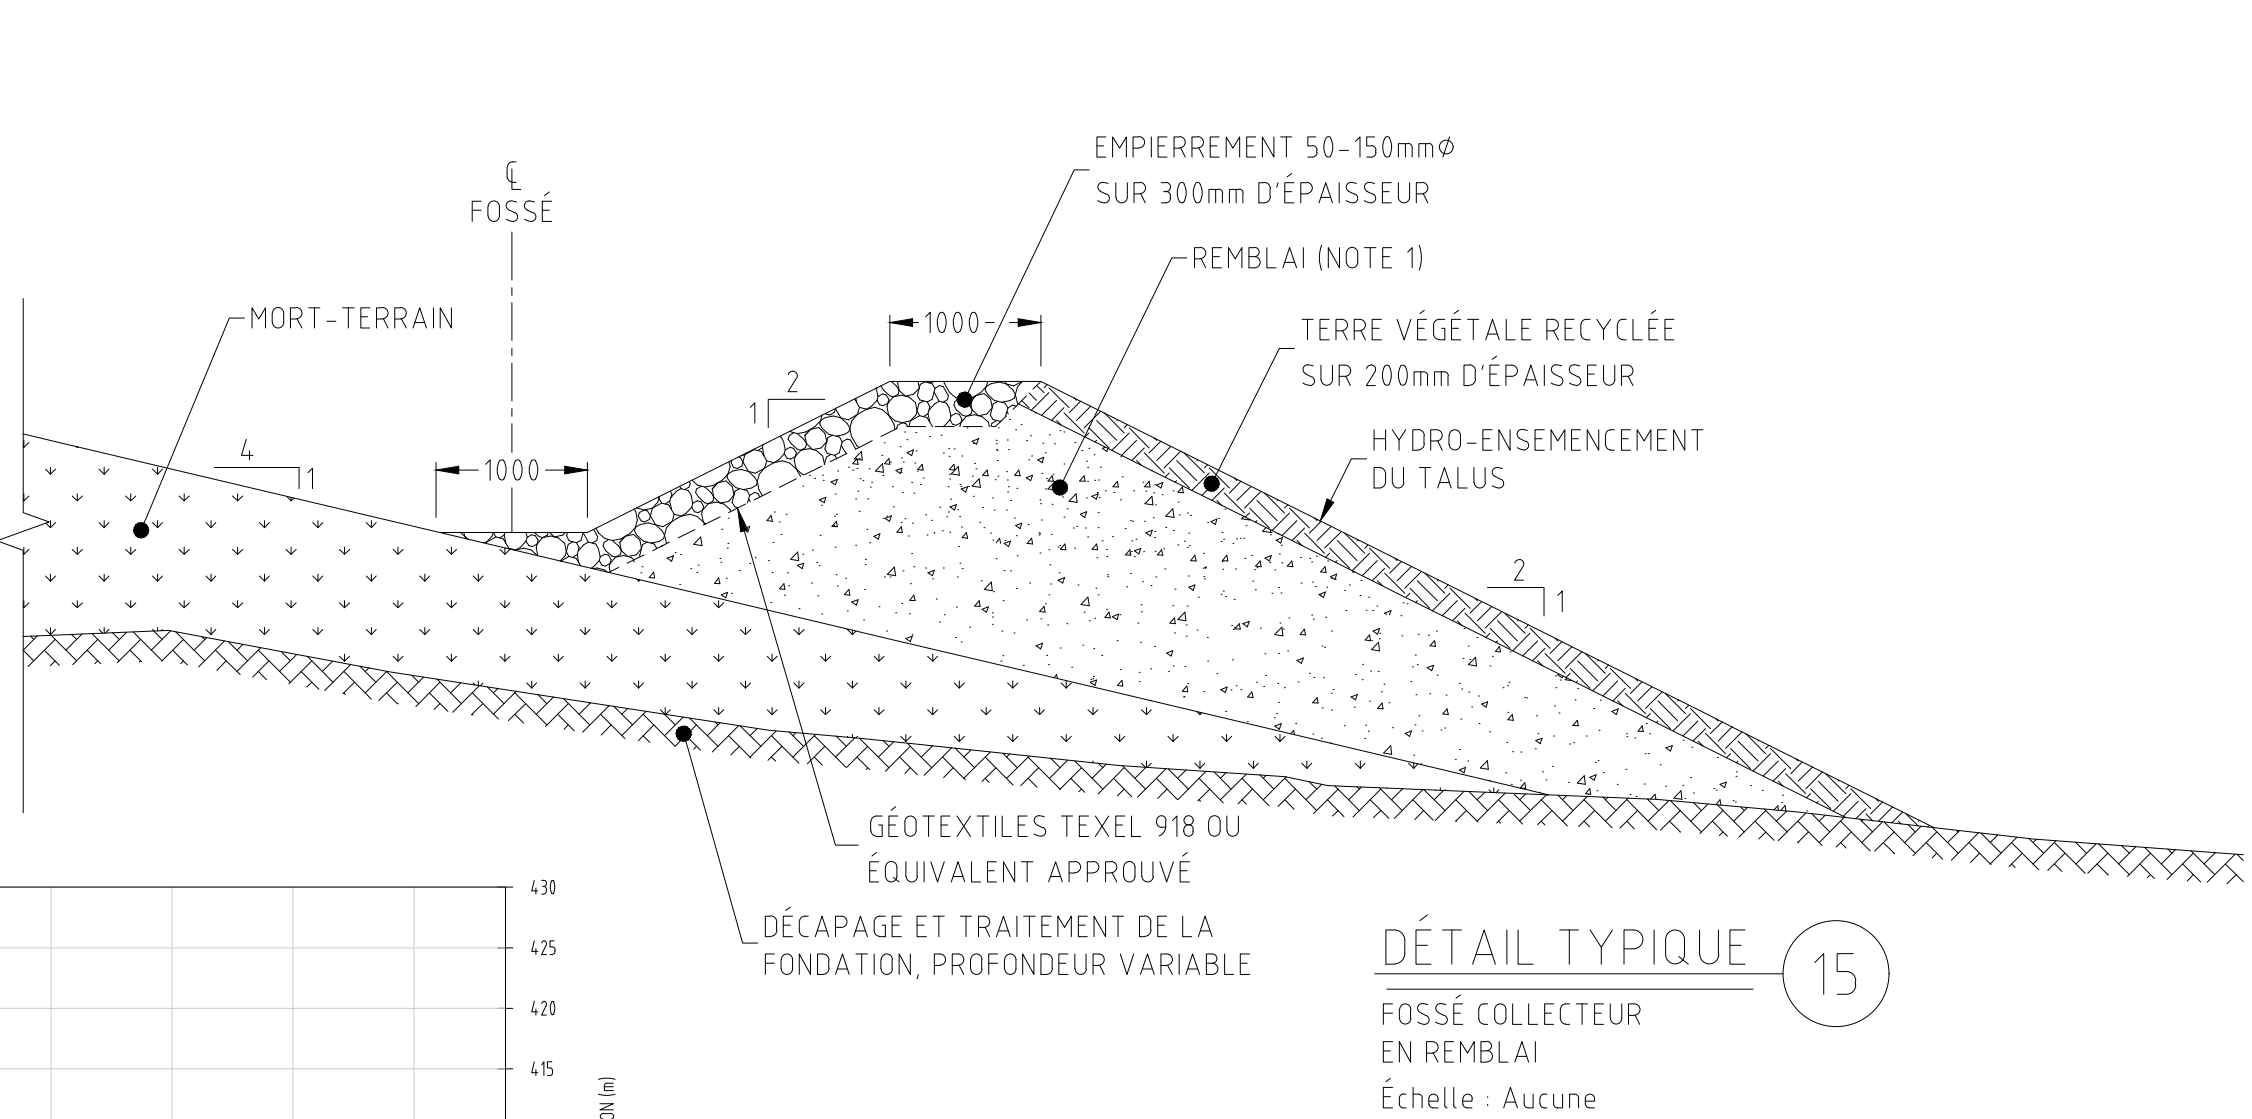 EMPIERREMENT 50-150mmØ
SUR 300mm D'ÉPAISSEUR
℄
FOSSÉ
REMBLAI (NOTE 1)
MORT-TERRAIN
1000
TERRE VÉGÉTALE RECYCLÉE
SUR 200mm D'ÉPAISSEUR
2
1
HYDRO-ENSEMENCEMENT
DU TALUS
4
1
1000
2
1
GÉOTEXTILES TEXEL 918 OU
ÉQUIVALENT APPROUVÉ
DÉCAPAGE ET TRAITEMENT DE LA
FONDATION, PROFONDEUR VARIABLE
430
425
420
415
DÉTAIL TYPIQUE
15
FOSSÉ COLLECTEUR
EN REMBLAI
Échelle : Aucune
(m)